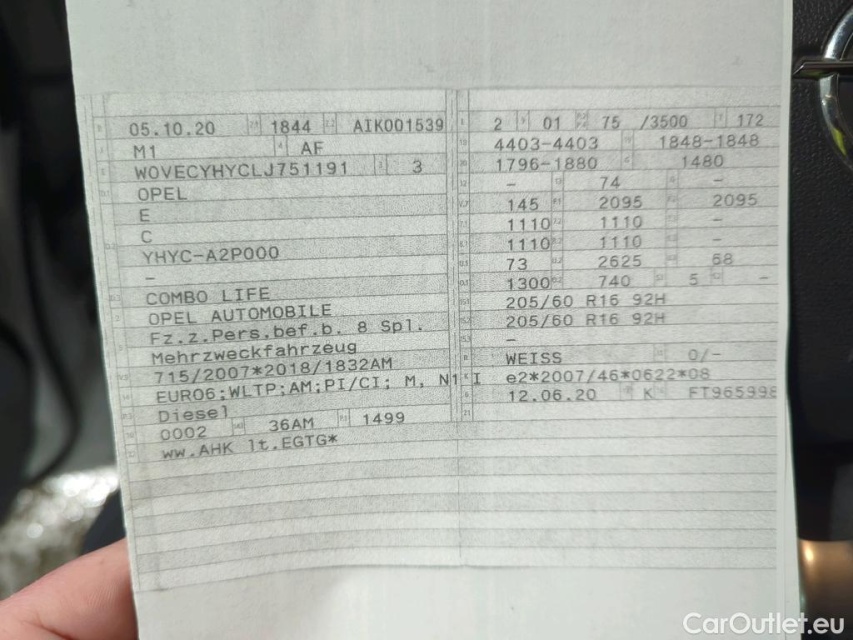 05.10.20 1844 AIK001539
M1 AF
W0VECYHYCLJ751191 3
OPEL
E
C
YHYC-A2P000
-
COMBO LIFE
OPEL AUTOMOBILE
Fz.z.Pers.bef.b. 8 Spl.
Mehrzweckfahrzeug
715/2007*2018/1832AM
EURO6;WLTP;AM;PI/CI; M, N1 I
Diesel
0002 36AM 1499
ww.AHK lt.EGTG*
2 01 75 /3500 172
4403-4403 1848-1848
1796-1880 1480
- 74 -
145 2095 2095
1110 1110 -
1110 1110 -
73 2625 68
1300 740 5 -
205/60 R16 92H
205/60 R16 92H
-
WEISS 0/-
e2*2007/46*0622*08
12.06.20 K FT965998
CarOutlet.eu